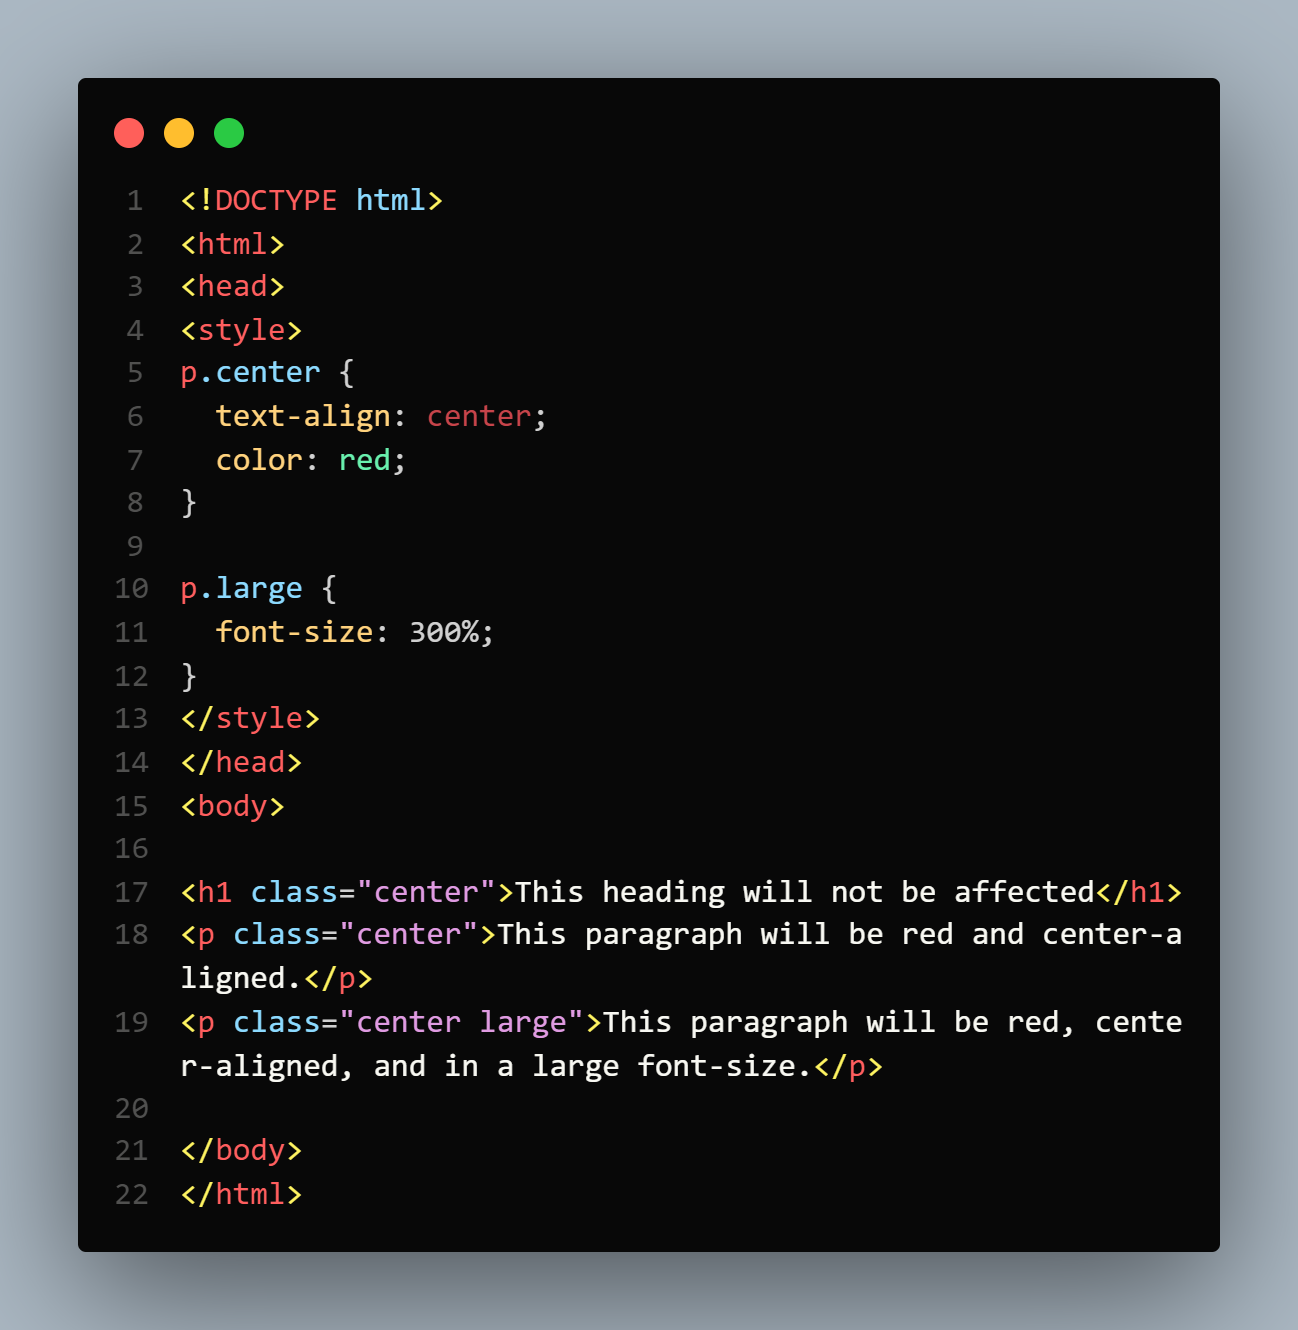 1 <!DOCTYPE html>
2 <html>
3 <head>
4 <style>
5 p.center {
6   text-align: center;
7   color: red;
8 }
9
10 p.large {
11   font-size: 300%;
12 }
13 </style>
14 </head>
15 <body>
16
17 <h1 class="center">This heading will not be affected</h1>
18 <p class="center">This paragraph will be red and center-a
ligned.</p>
19 <p class="center large">This paragraph will be red, cente
r-aligned, and in a large font-size.</p>
20
21 </body>
22 </html>